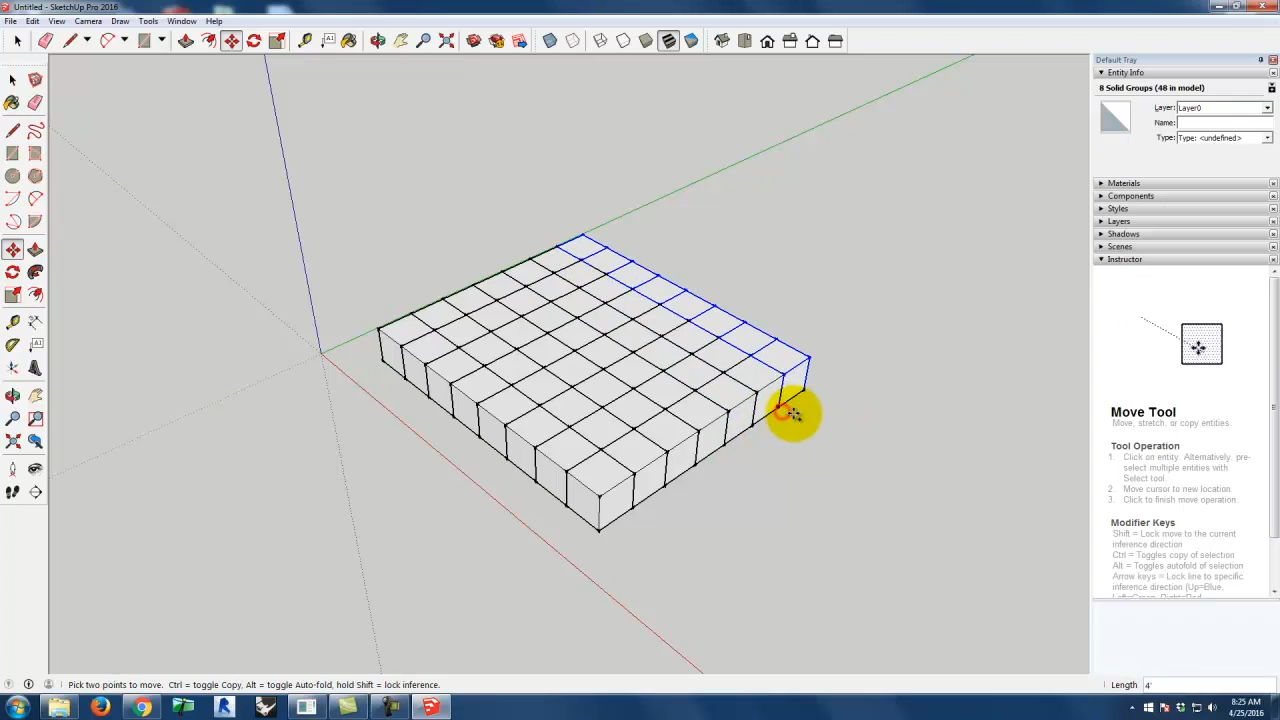 Untitled - SketchUp Pro 2016
File Edit View Camera Draw Tools Window Help
Default Tray
Entity Info
8 Solid Groups (48 in model)
Layer: Layer0
Name:
Type: Type: <undefined>
Materials
Components
Styles
Layers
Shadows
Scenes
Instructor
Move Tool
Move, stretch, or copy entities.
Tool Operation
1. Click on entity. Alternatively, pre-
select multiple entities with
Select tool.
2. Move cursor to new location.
3. Click to finish move operation.
Modifier Keys
Shift = Lock move to the current
inference direction
Ctrl = Toggles copy of selection
Alt = Toggles autofold of selection
Arrow keys = Lock line to specific
inference direction (Up=Blue,
Left=Green, Right=Red
Pick two points to move. Ctrl = toggle Copy, Alt = toggle Auto-fold, hold Shift = lock inference.
Length 4'
8:25 AM
4/25/2016